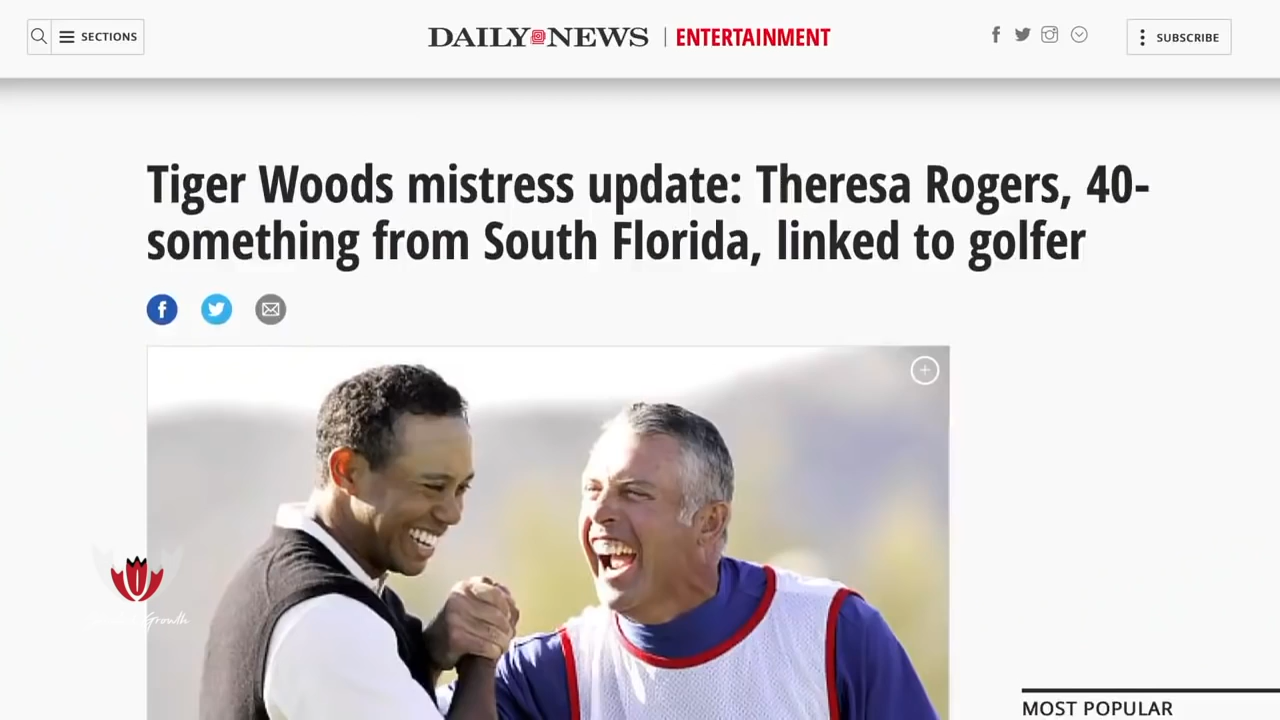 SECTIONS
DAILY NEWS | ENTERTAINMENT
SUBSCRIBE
Tiger Woods mistress update: Theresa Rogers, 40-
something from South Florida, linked to golfer
Growth
MOST POPULAR